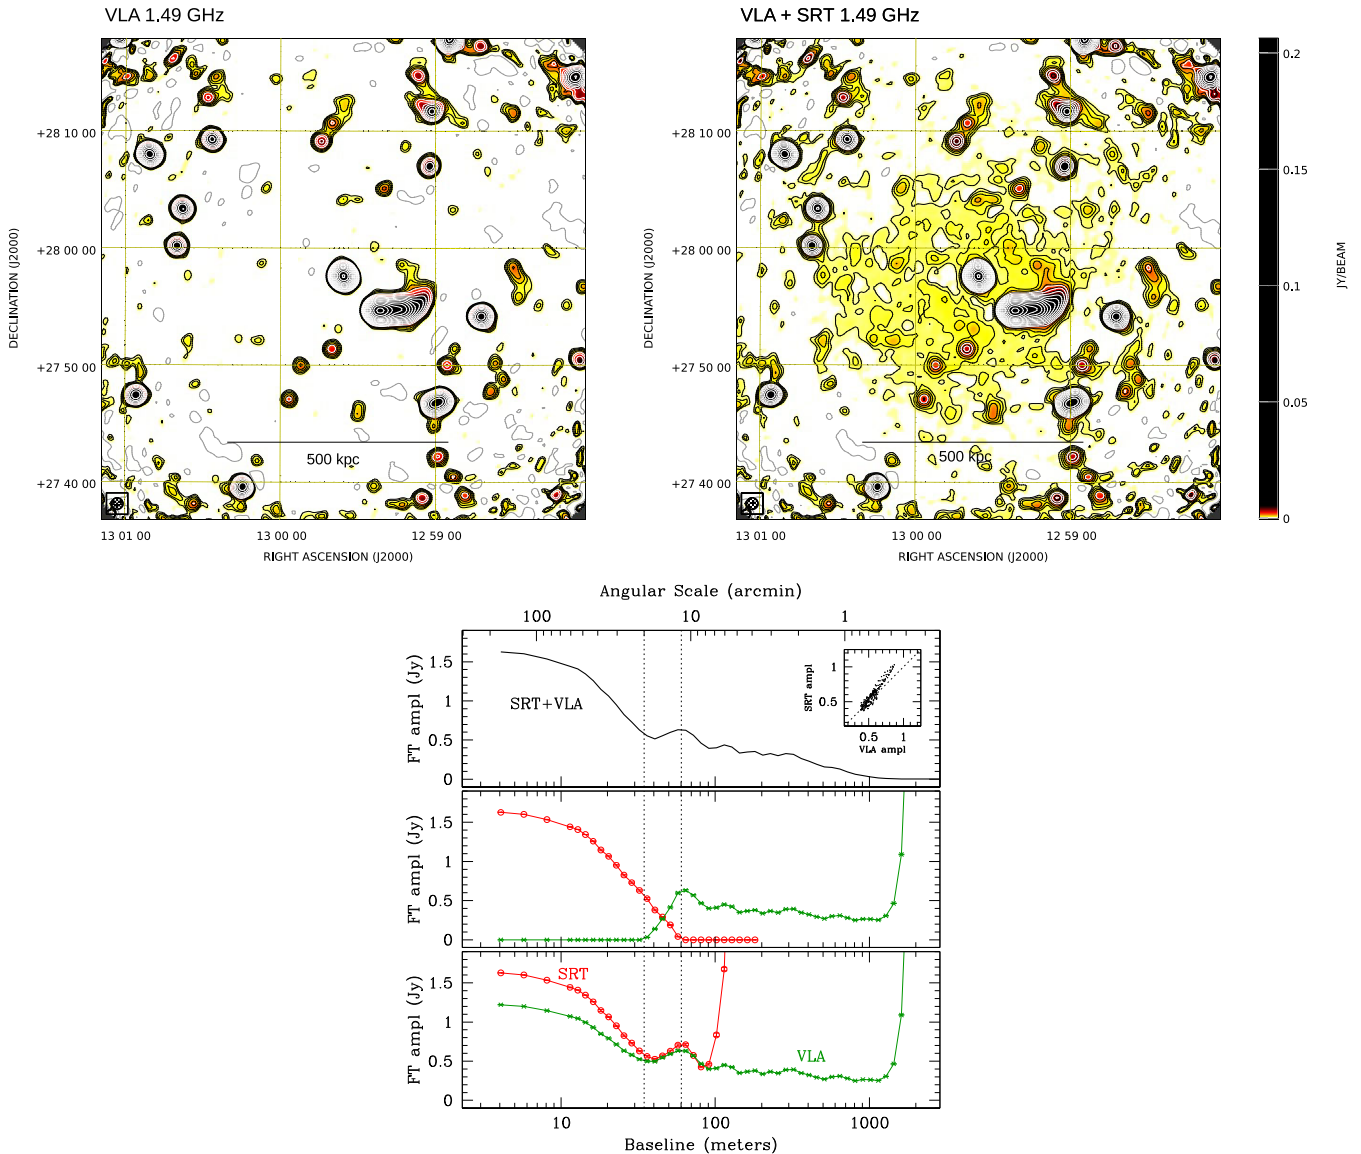 VLA 1.49 GHz
VLA + SRT 1.49 GHz
DECLINATION (J2000)
+28 10 00
+28 00 00
+27 50 00
+27 40 00
500 kpc
13 01 00
13 00 00
12 59 00
RIGHT ASCENSION (J2000)
DECLINATION (J2000)
+28 10 00
+28 00 00
+27 50 00
+27 40 00
500 kpc
13 01 00
13 00 00
12 59 00
RIGHT ASCENSION (J2000)
0.2
0.15
0.1
0.05
0
JY/BEAM
Angular Scale (arcmin)
100
10
1
FT ampl (Jy)
1.5
1
0.5
0
SRT+VLA
SRT ampl
1
0.5
0.5
1
VLA ampl
FT ampl (Jy)
1.5
1
0.5
0
FT ampl (Jy)
1.5
1
0.5
0
SRT
VLA
10
100
1000
Baseline (meters)